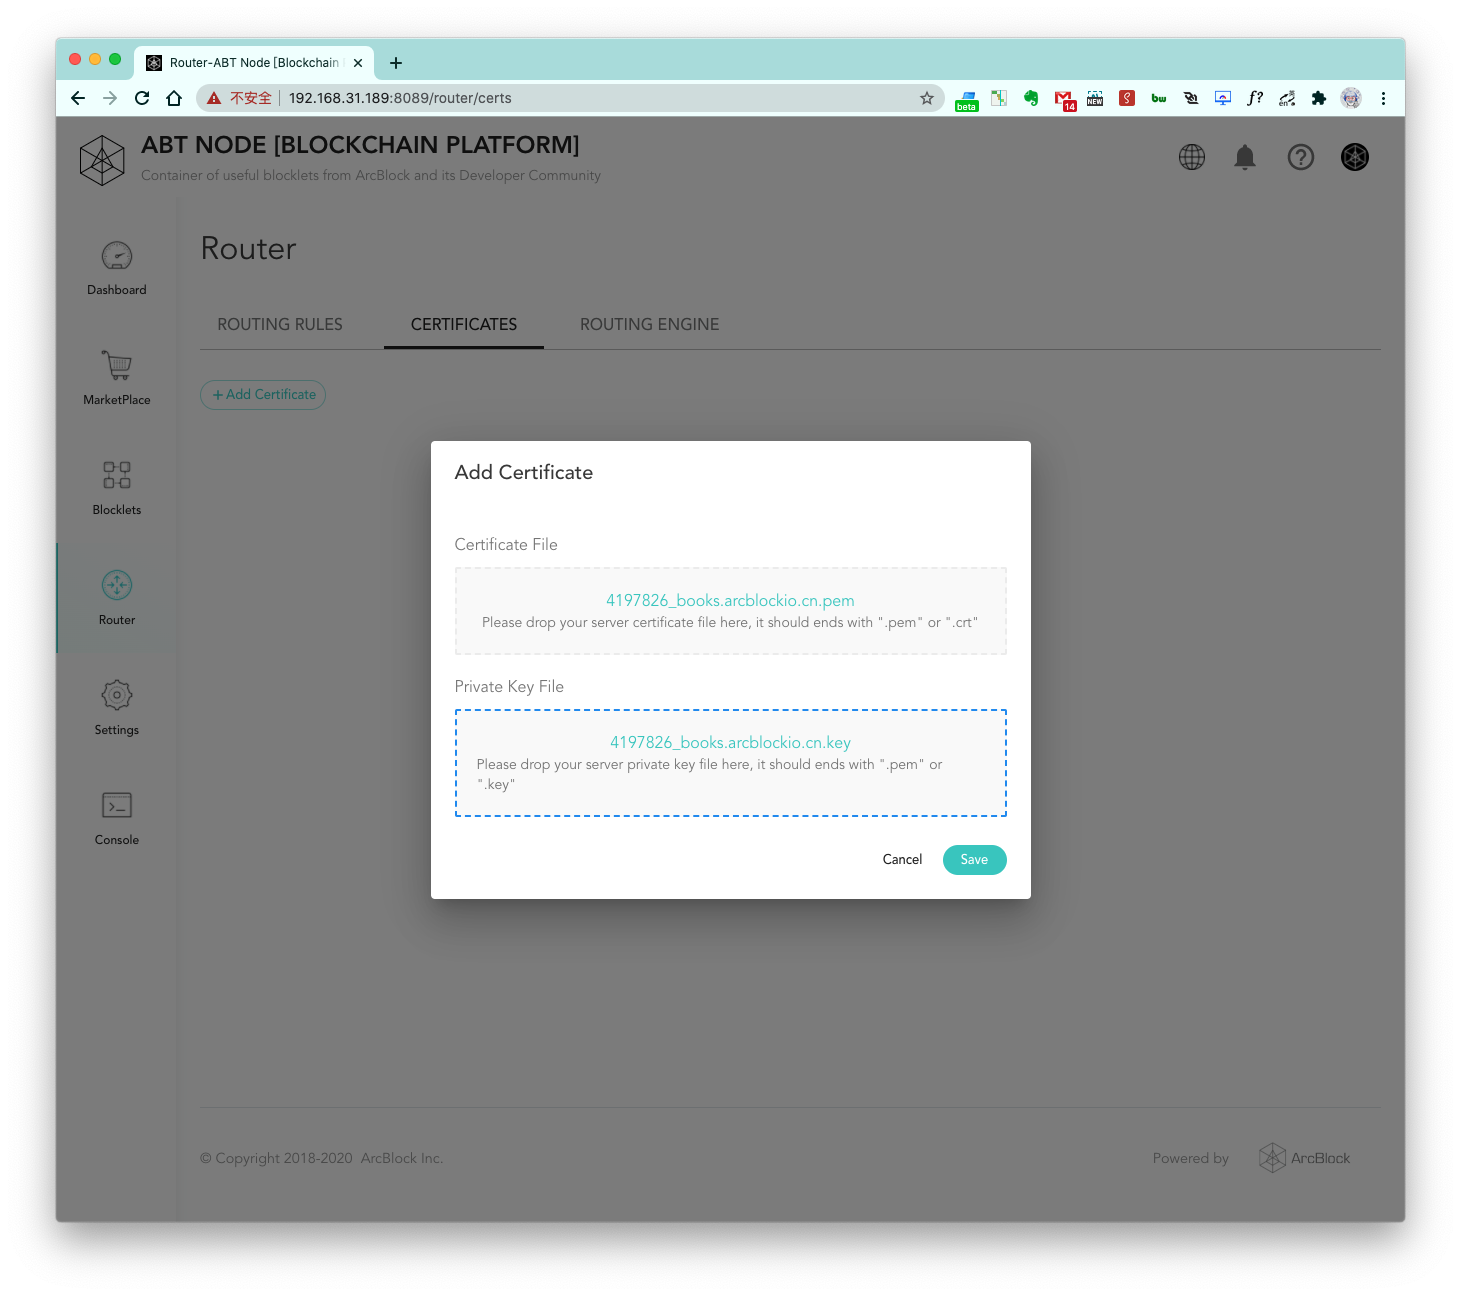 Router-ABT Node [Blockchain
不安全
192.168.31.189:8089/router/certs
beta
14
NEW
bw
f?
en
ABT NODE [BLOCKCHAIN PLATFORM]
Container of useful blocklets from ArcBlock and its Developer Community
Router
Dashboard
ROUTING RULES
CERTIFICATES
ROUTING ENGINE
MarketPlace
+ Add Certificate
Blocklets
Router
Settings
Console
Add Certificate
Certificate File
4197826_books.arcblockio.cn.pem
Please drop your server certificate file here, it should ends with ".pem" or ".crt"
Private Key File
4197826_books.arcblockio.cn.key
Please drop your server private key file here, it should ends with ".pem" or
".key"
Cancel
Save
© Copyright 2018-2020 ArcBlock Inc.
Powered by
ArcBlock